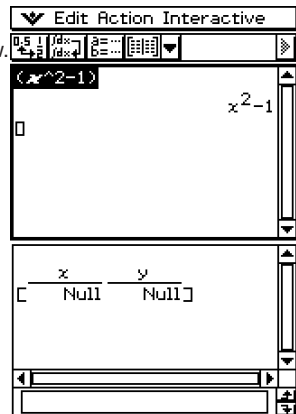 Edit Action Interactive
(x^2-1)
x²-1
x y
[ Null Null]